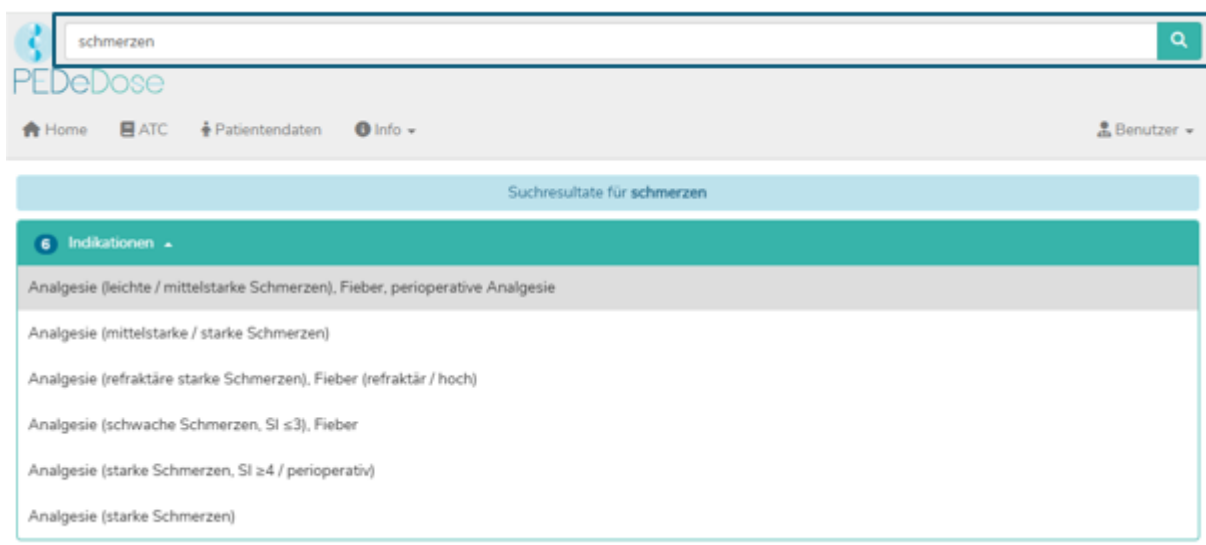 schmerzen
PEDeDose
Home ATC Patientendaten Info Benutzer
Suchresultate für schmerzen
6 Indikationen
Analgesie (leichte / mittelstarke Schmerzen), Fieber, perioperative Analgesie
Analgesie (mittelstarke / starke Schmerzen)
Analgesie (refraktäre starke Schmerzen), Fieber (refraktär / hoch)
Analgesie (schwache Schmerzen, SI ≤3), Fieber
Analgesie (starke Schmerzen, SI ≥4 / perioperativ)
Analgesie (starke Schmerzen)